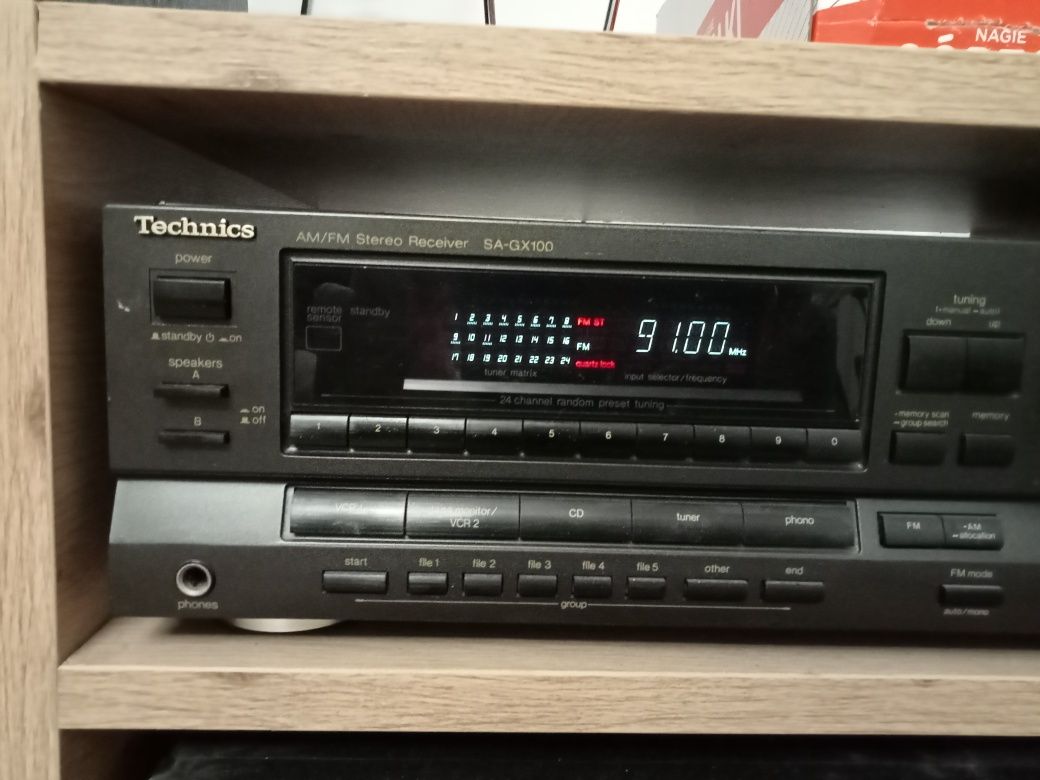 NAGIE
Technics
AM/FM Stereo Receiver SA-GX100
power
standby on
speakers
A
B
on
off
remote
sensor
standby
1 2 3 4 5 6 7 8
9 10 11 12 13 14 15 16
17 18 19 20 21 22 23 24
FM ST
FM
quartz lock
91.00 MHz
tuner matrix
input selector/frequency
24 channel random preset tuning
tuning
down
up
-memory scan
group search
memory
1 2 3 4 5 6 7 8 9 0
VCR 1
monitor/
VCR 2
CD
tuner
phono
FM
-AM
allocation
phones
start
file 1
file 2
file 3
file 4
file 5
other
end
group
FM mode
auto/mono